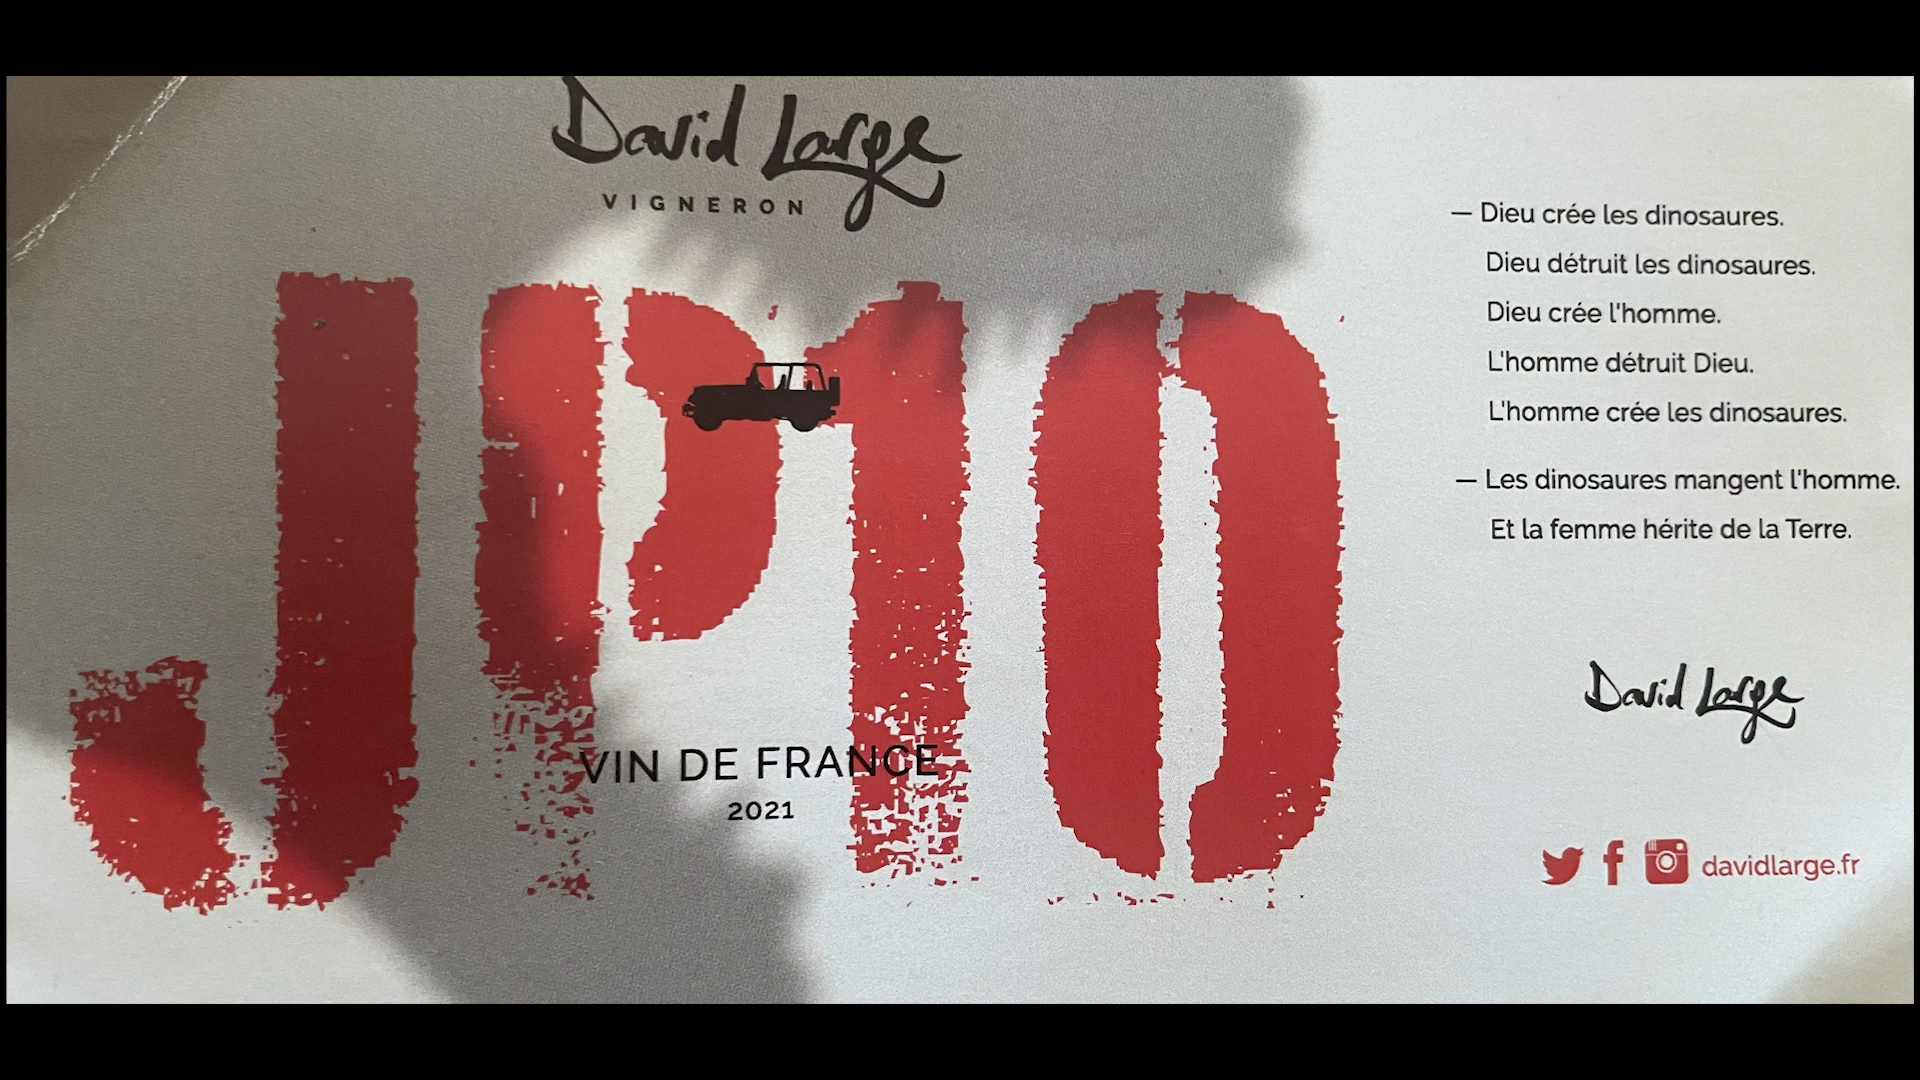 David Large
VIGNERON
JP10
VIN DE FRANCE
2021
— Dieu crée les dinosaures.
Dieu détruit les dinosaures.
Dieu crée l'homme.
L'homme détruit Dieu.
L'homme crée les dinosaures.
— Les dinosaures mangent l'homme.
Et la femme hérite de la Terre.
David Large
davidlarge.fr